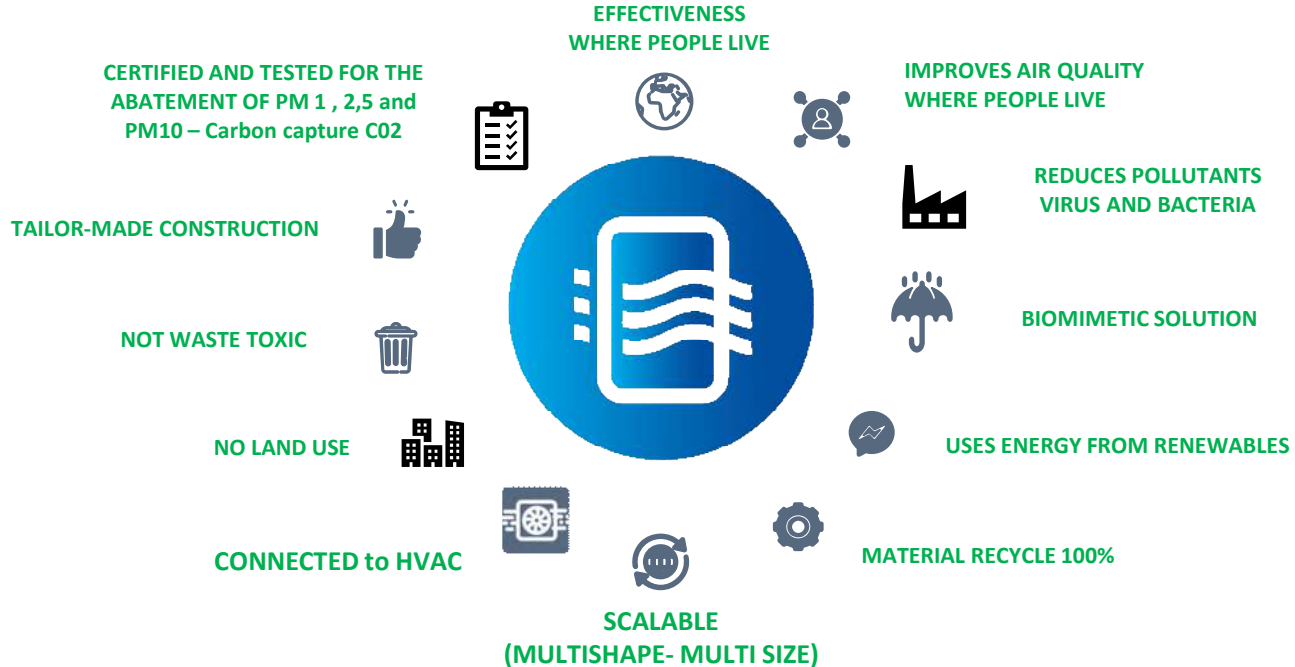 EFFECTIVENESS
WHERE PEOPLE LIVE
CERTIFIED AND TESTED FOR THE
ABATEMENT OF PM 1 , 2,5 and
PM10 – Carbon capture C02
IMPROVES AIR QUALITY
WHERE PEOPLE LIVE
REDUCES POLLUTANTS
VIRUS AND BACTERIA
TAILOR-MADE CONSTRUCTION
BIOMIMETIC SOLUTION
NOT WASTE TOXIC
NO LAND USE
USES ENERGY FROM RENEWABLES
CONNECTED to HVAC
MATERIAL RECYCLE 100%
SCALABLE
(MULTISHAPE- MULTI SIZE)